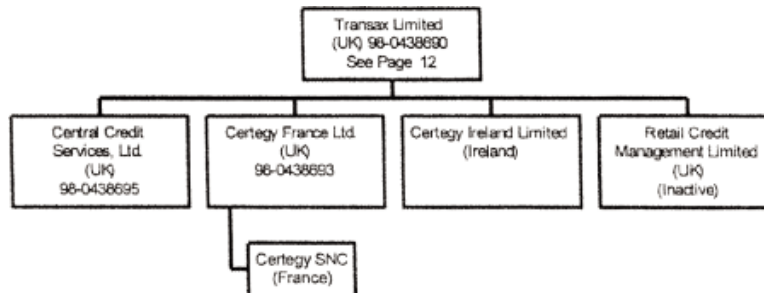 Transax Limited
(UK) 98-0438690
See Page 12
Central Credit
Services, Ltd.
(UK)
98-0438695
Certegy France Ltd.
(UK)
98-0438693
Certegy Ireland Limited
(Ireland)
Retail Credit
Management Limited
(UK)
(Inactive)
Certegy SNC
(France)